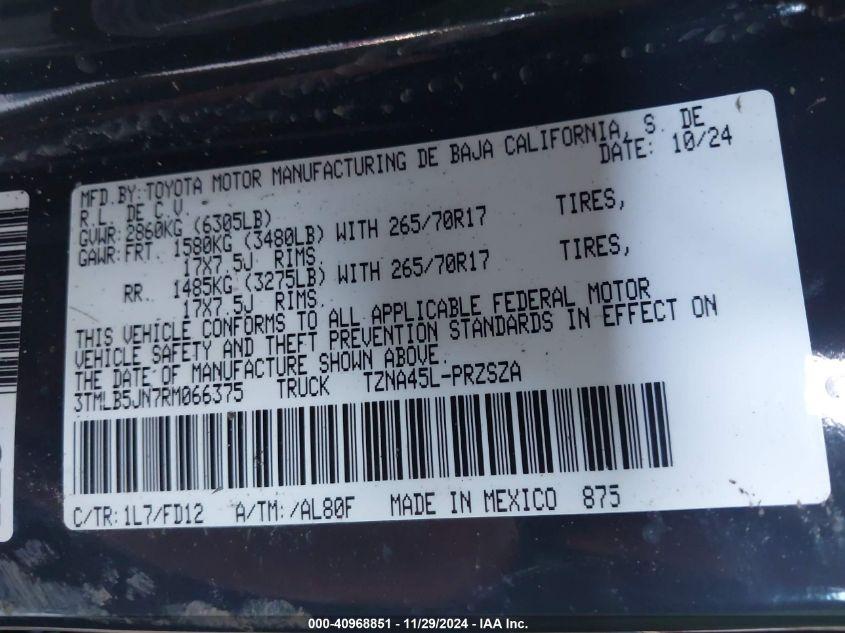 MFD.BY:TOYOTA MOTOR MANUFACTURING DE BAJA CALIFORNIA, S. DE
R.L. DE C.V. DATE: 10/24
GVWR:2860KG (6305LB)
GAWR:FRT. 1580KG (3480LB) WITH 265/70R17 TIRES,
17X7.5J RIMS.
RR. 1485KG (3275LB) WITH 265/70R17 TIRES,
17X7.5J RIMS.
THIS VEHICLE CONFORMS TO ALL APPLICABLE FEDERAL MOTOR
VEHICLE SAFETY AND THEFT PREVENTION STANDARDS IN EFFECT ON
THE DATE OF MANUFACTURE SHOWN ABOVE.
3TMLB5JN7RM066375 TRUCK TZNA45L-PRZSZA
C/TR:1L7/FD12 A/TM:/AL80F MADE IN MEXICO 875
000-40968851 - 11/29/2024 - IAA Inc.